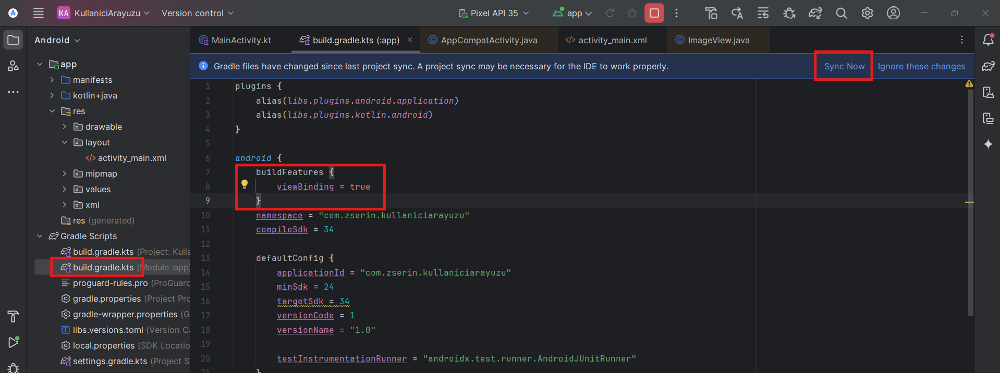 KA KullaniciArayuzu Version control Pixel API 35 app
Android
MainActivity.kt build.gradle.kts (:app) AppCompatActivity.java activity_main.xml ImageView.java
Gradle files have changed since last project sync. A project sync may be necessary for the IDE to work properly. Sync Now Ignore these changes
app
manifests
kotlin+java
res
drawable
layout
activity_main.xml
mipmap
values
xml
res (generated)
Gradle Scripts
build.gradle.kts (Project: Kulla
build.gradle.kts (Module :app)
proguard-rules.pro (ProGuard
gradle.properties (Project Pro
gradle-wrapper.properties (G
libs.versions.toml (Version Ca
local.properties (SDK Locatio
settings.gradle.kts (Project S
1 plugins {
2 alias(libs.plugins.android.application)
3 alias(libs.plugins.kotlin.android)
4 }
5
6 android {
7 buildFeatures {
8 viewBinding = true
9 }
10 namespace = "com.zserin.kullaniciarayuzu"
11 compileSdk = 34
12
13 defaultConfig {
14 applicationId = "com.zserin.kullaniciarayuzu"
15 minSdk = 24
16 targetSdk = 34
17 versionCode = 1
18 versionName = "1.0"
19
20 testInstrumentationRunner = "androidx.test.runner.AndroidJUnitRunner"
21 }